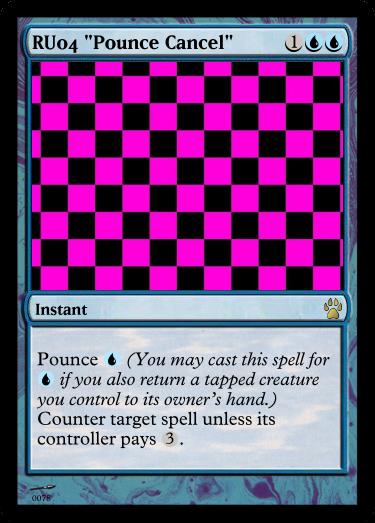 RU04 "Pounce Cancel" 1
Instant
Pounce (You may cast this spell for
if you also return a tapped creature
you control to its owner's hand.)
Counter target spell unless its
controller pays 3.
0078